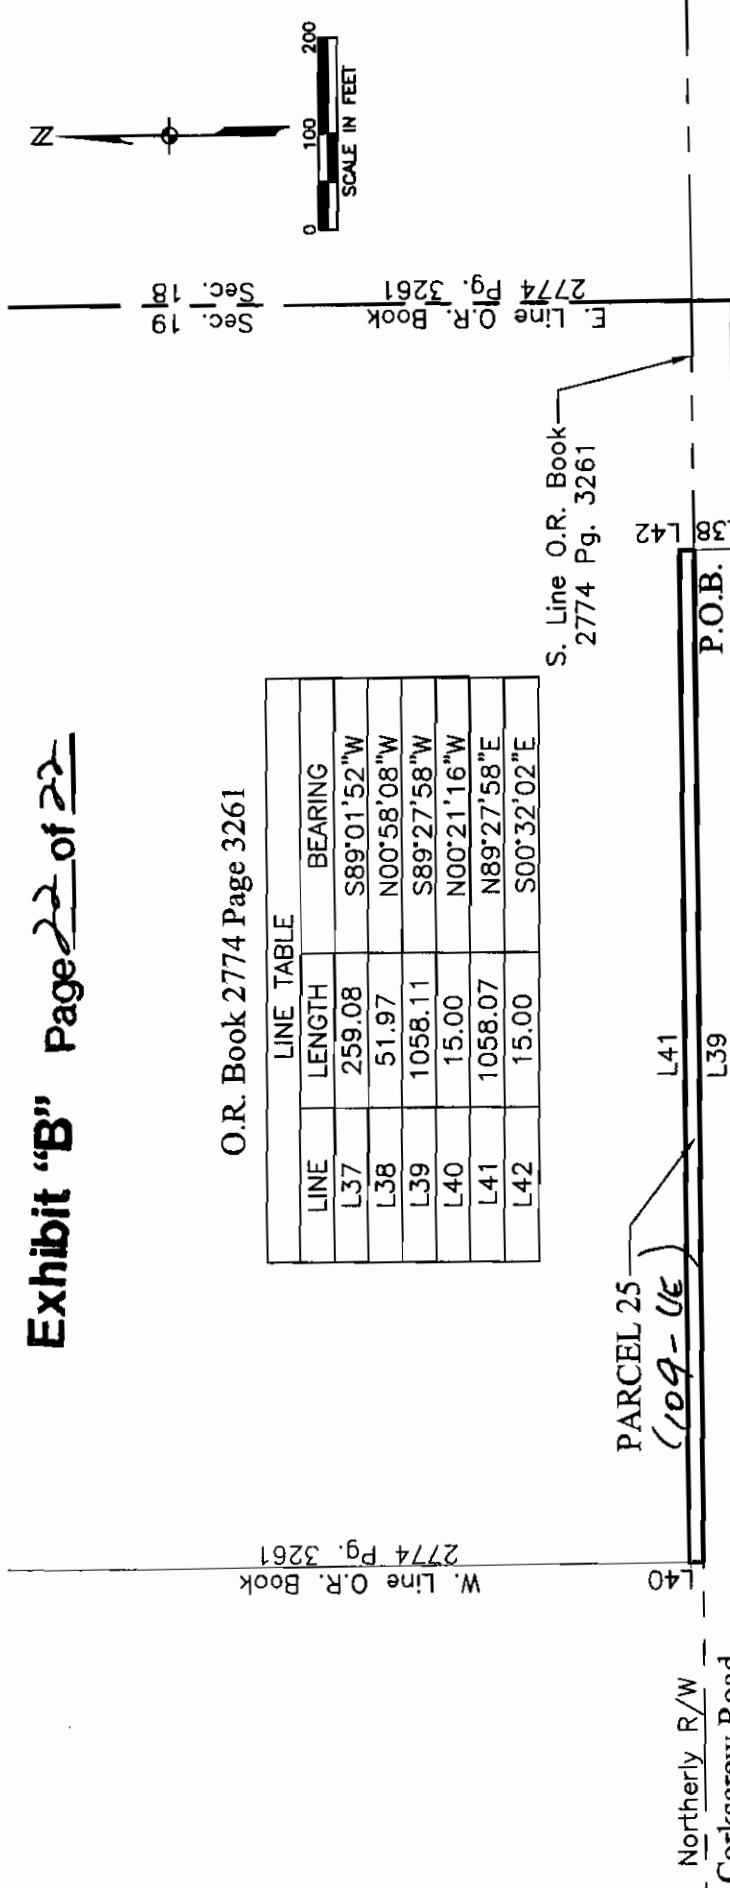 Exhibit "B" Page 22 of 22
N
0 100 200
SCALE IN FEET
O.R. Book 2774 Page 3261
LINE TABLE
LINE LENGTH BEARING
L37 259.08 S89°01'52"W
L38 51.97 N00°58'08"W
L39 1058.11 S89°27'58"W
L40 15.00 N00°21'16"W
L41 1058.07 N89°27'58"E
L42 15.00 S00°32'02"E
W. Line O.R. Book
2774 Pg. 3261
Sec. 19
Sec. 18
E. Line O.R. Book
2774 Pg. 3261
S. Line O.R. Book
2774 Pg. 3261
PARCEL 25
(109-UE)
L40
L41
L42
L39
L38
P.O.B.
Northerly R/W
Corkscrew Road